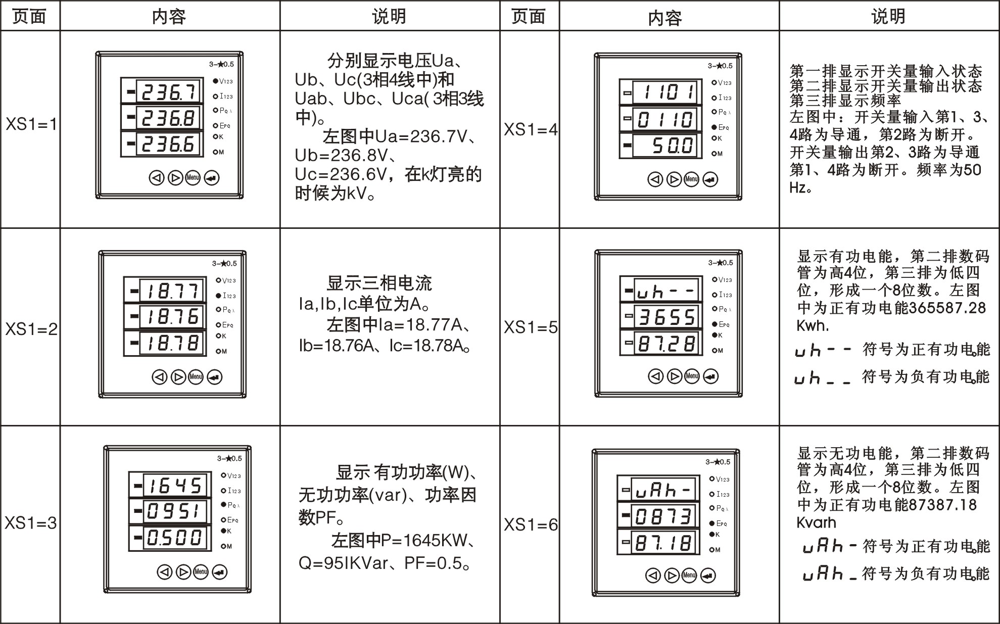 页面 内容 说明 页面 内容 说明
XS1=1
3-★0.5
236.7
236.8
236.6
V123
I123
PQλ
EPQ
K
M
Menu
分别显示电压Ua、
Ub、Uc(3相4线中)和
Uab、Ubc、Uca( 3相3线
中)。
左图中Ua=236.7V、
Ub=236.8V、
Uc=236.6V，在k灯亮的
时候为kV。
XS1=4
3-★0.5
1101
0110
50.0
V123
I123
PQλ
EPQ
K
M
Menu
第一排显示开关量输入状态
第二排显示开关量输出状态
第三排显示频率
左图中：开关量输入第1、3、
4路为导通，第2路为断开。
开关量输出第2、3路为导通
第1、4路为断开。频率为50
Hz。
XS1=2
3-★0.5
18.77
18.76
18.78
V123
I123
PQλ
EPQ
K
M
Menu
显示三相电流
Ia,Ib,Ic单位为A。
左图中Ia=18.77A、
Ib=18.76A、Ic=18.78A。
XS1=5
3-★0.5
uh--
3655
87.28
V123
I123
PQλ
EPQ
K
M
Menu
显示有功电能，第二排数码
管为高4位，第三排为低四
位，形成一个8位数。左图
中为正有功电能365587.28
Kwh.
uh-- 符号为正有功电能。
uh__ 符号为负有功电能。
XS1=3
3-★0.5
1645
0951
0.500
V123
I123
PQλ
EPQ
K
M
Menu
显示 有功功率(W)、
无功功率(var)、功率因
数PF。
左图中P=1645KW、
Q=95IKVar、PF=0.5。
XS1=6
3-★0.5
uAh-
0873
87.18
V123
I123
PQλ
EPQ
K
M
Menu
显示无功电能，第二排数码
管为高4位，第三排为低四
位，形成一个8位数。左图
中为正有功电能87387.18
Kvarh
uAh- 符号为正有功电能。
uAh_ 符号为负有功电能。